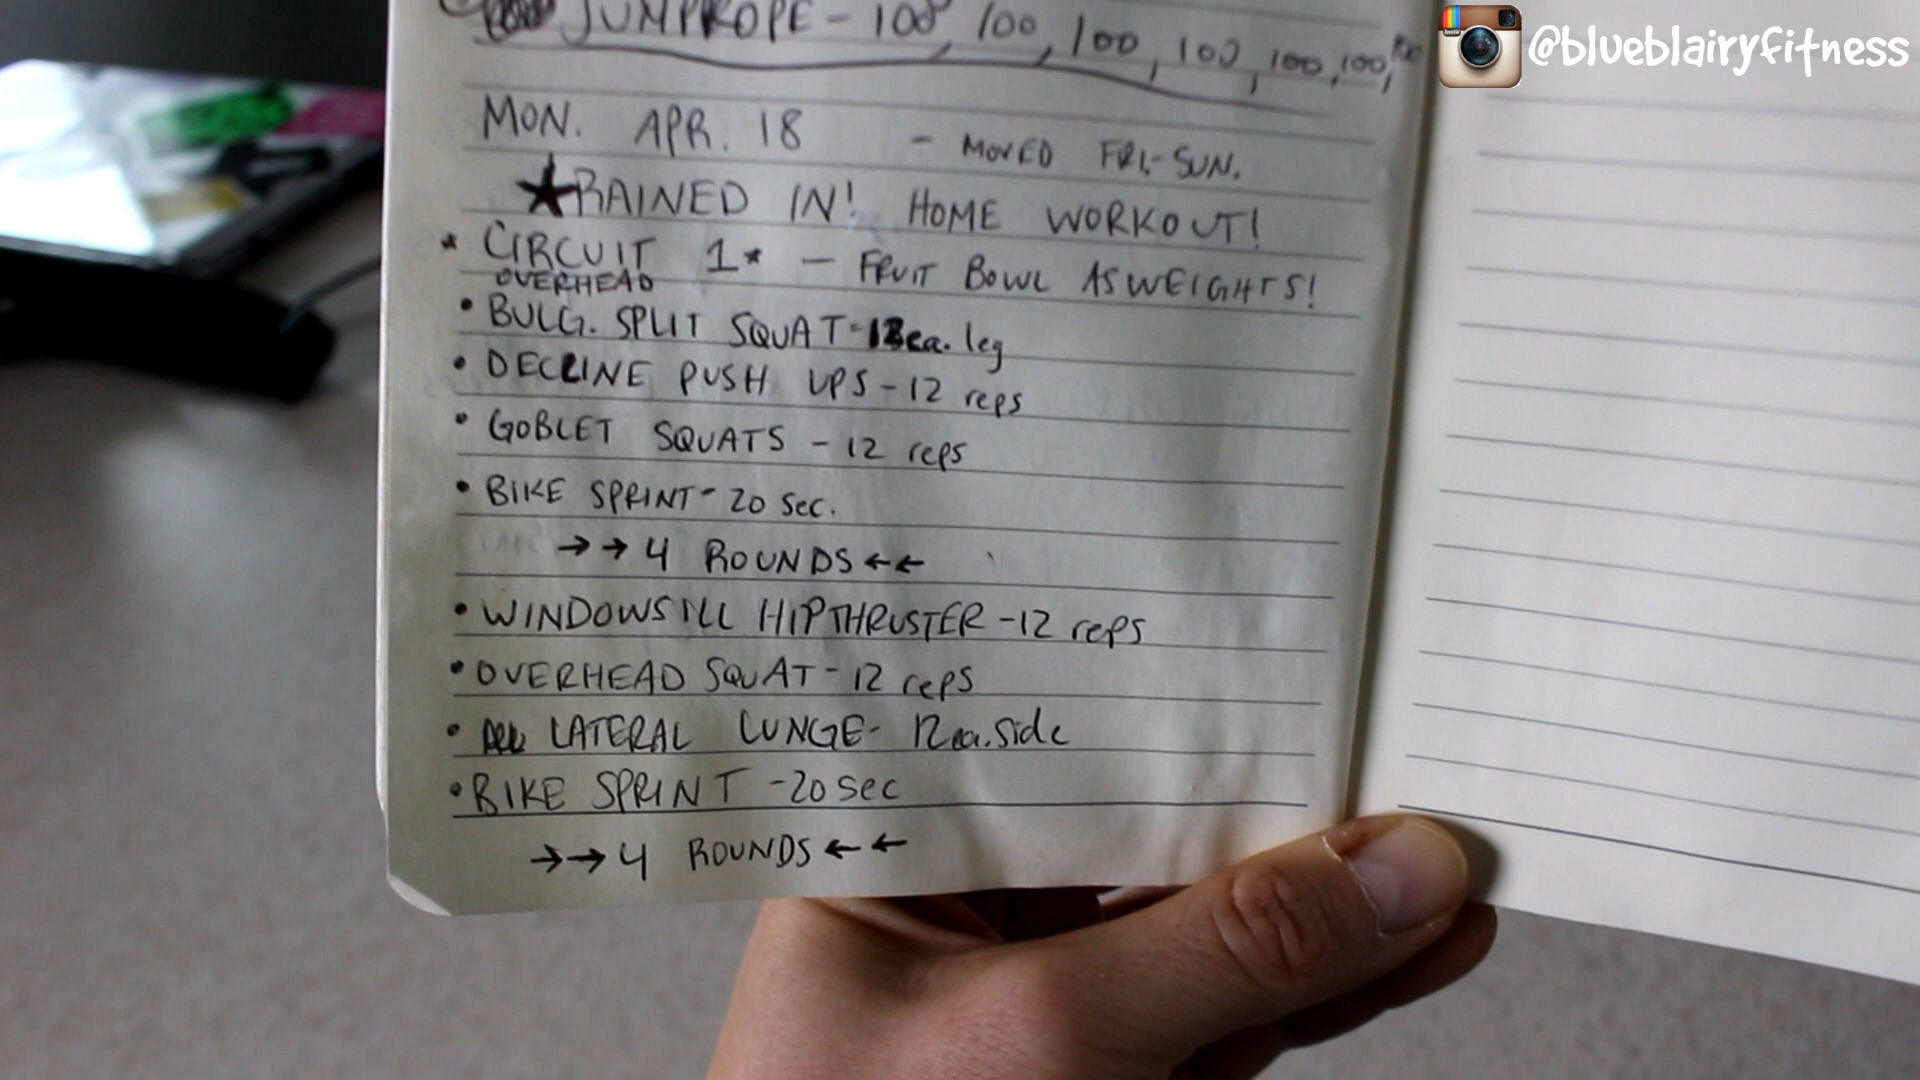 JUMPROPE - 100, 100, 100, 100, 100, 100, 100
@blueblairyfitness
MON. APR. 18 - MOVED FRI.-SUN.
★RAINED IN! HOME WORKOUT!
* CIRCUIT 1* - FRUIT BOWL AS WEIGHTS!
OVERHEAD
• BULG. SPLIT SQUAT- ea. leg
• DECLINE PUSH UPS - 12 reps
• GOBLET SQUATS - 12 reps
• BIKE SPRINT - 20 sec.
→→ 4 ROUNDS ←←
• WINDOWSILL HIPTHRUSTER - 12 reps
• OVERHEAD SQUAT - 12 reps
• LATERAL LUNGE - 12 ea. side
• BIKE SPRINT - 20 sec
→→ 4 ROUNDS ←←